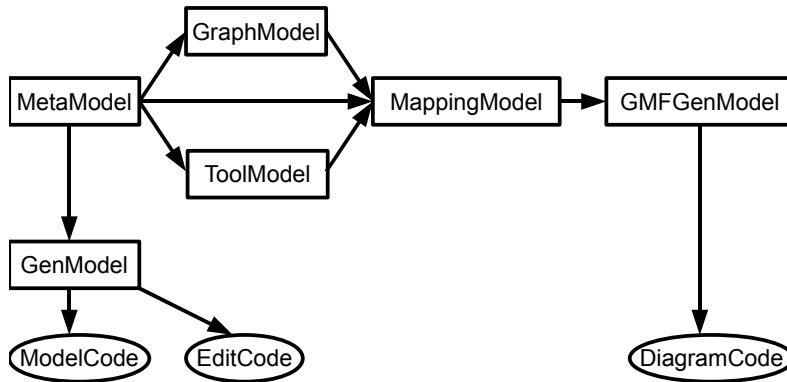 GraphModel
MetaModel
MappingModel
GMFGenModel
ToolModel
GenModel
ModelCode
EditCode
DiagramCode